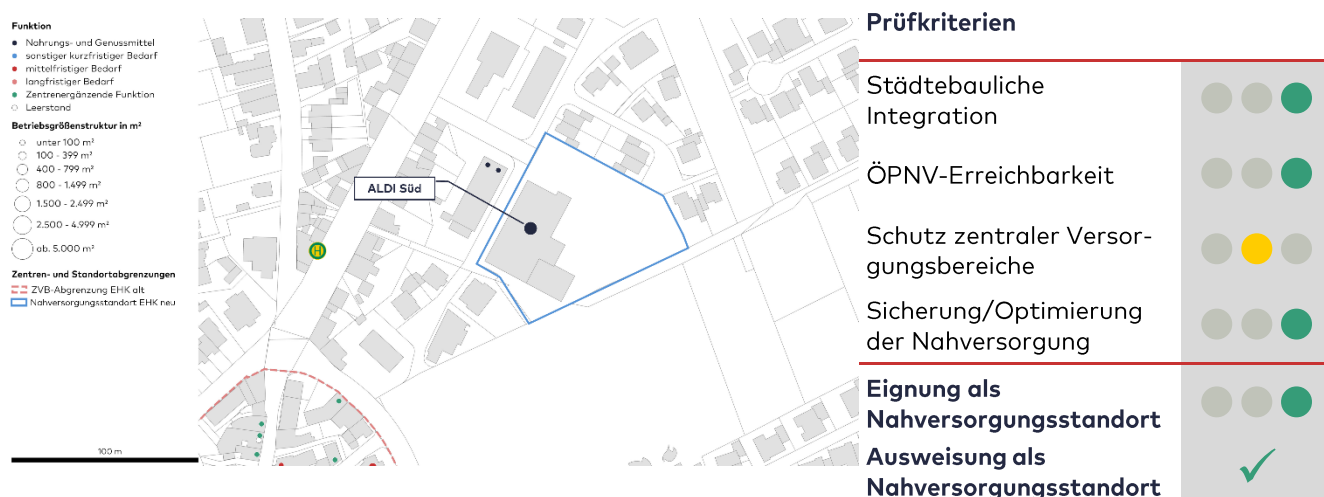 Funktion
Nahrungs- und Genussmittel
sonstiger kurzfristiger Bedarf
mittelfristiger Bedarf
langfristiger Bedarf
Zentrenergänzende Funktion
Leerstand
Betriebsgrößenstruktur in m²
unter 100 m²
100 - 399 m²
400 - 799 m²
800 - 1.499 m²
1.500 - 2.499 m²
2.500 - 4.999 m²
ab. 5.000 m²
Zentren- und Standortabgrenzungen
ZVB-Abgrenzung EHK alt
Nahversorgungsstandort EHK neu
100 m
ALDI Süd
H
Prüfkriterien
Städtebauliche
Integration
ÖPNV-Erreichbarkeit
Schutz zentraler Versor-
gungsbereiche
Sicherung/Optimierung
der Nahversorgung
Eignung als
Nahversorgungsstandort
Ausweisung als
Nahversorgungsstandort